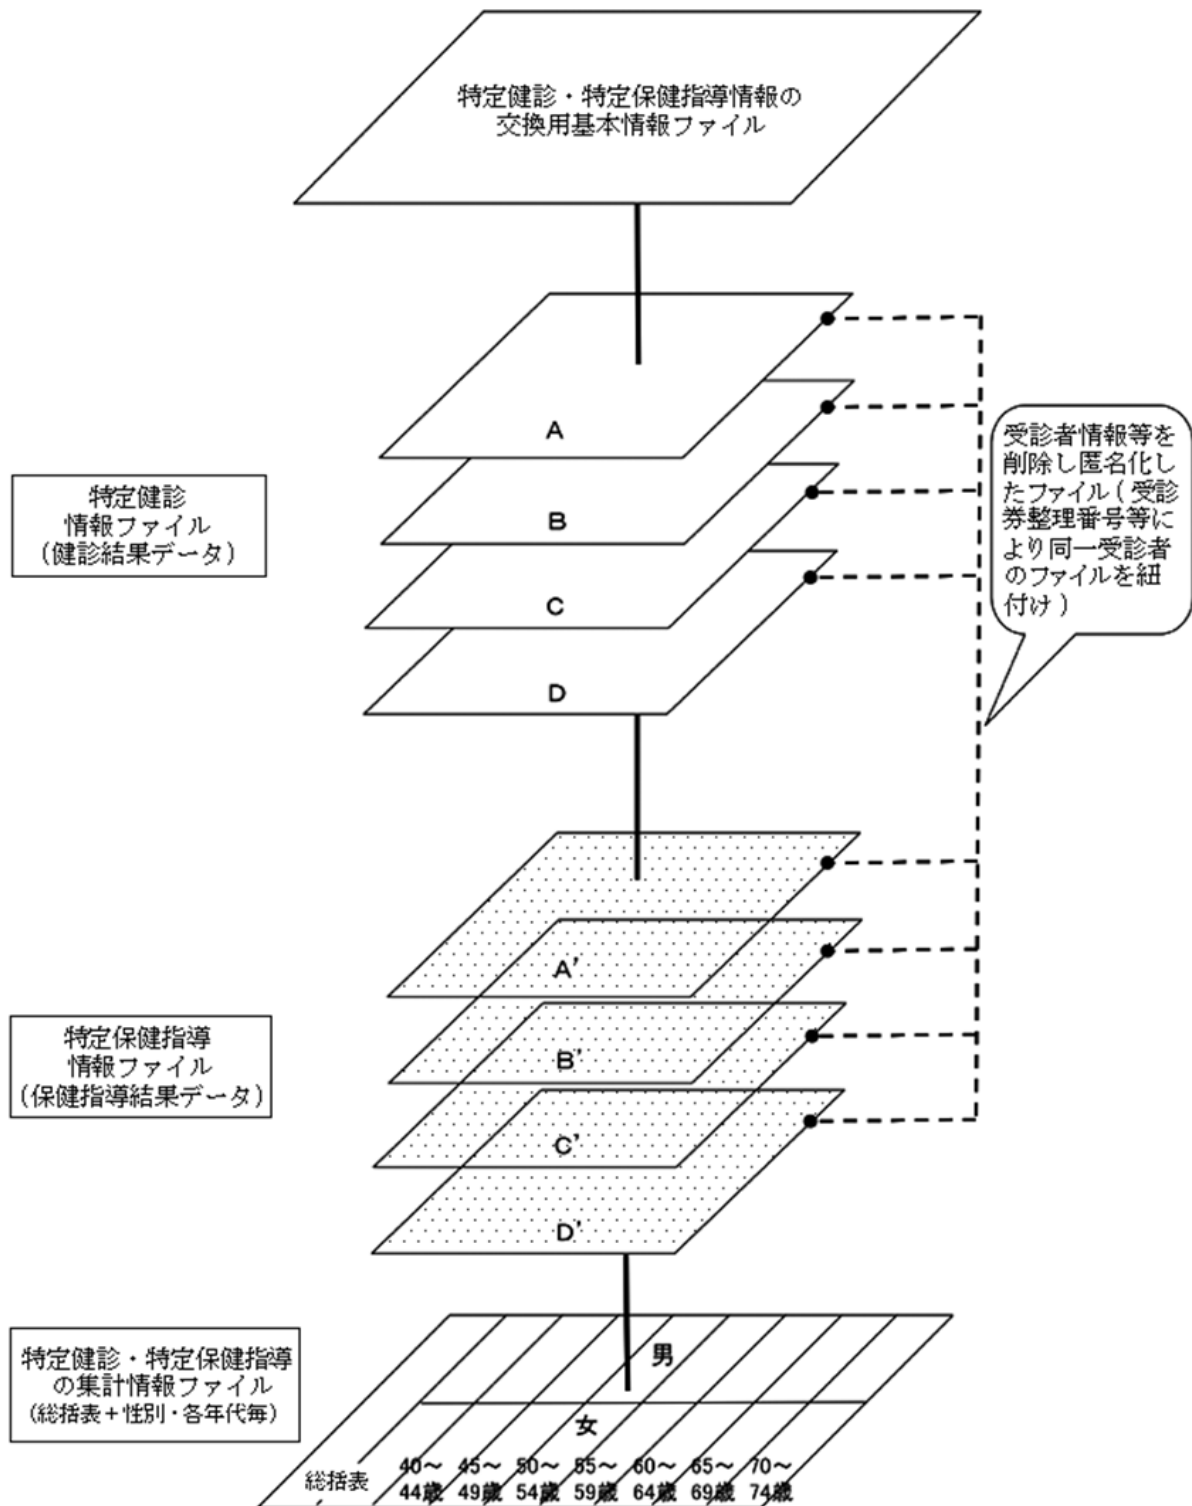 特定健診・特定保健指導情報の
交換用基本情報ファイル
A
B
C
D
特定健診
情報ファイル
(健診結果データ)
受診者情報等を
削除し匿名化し
たファイル(受診
券整理番号等に
より同一受診者
のファイルを紐
付け)
A'
B'
C'
D'
特定保健指導
情報ファイル
(保健指導結果データ)
特定健診・特定保健指導
の集計情報ファイル
(総括表+性別・各年代毎)
男
女
総括表
40～ 45～ 50～ 55～ 60～ 65～ 70～
44歳 49歳 54歳 59歳 64歳 69歳 74歳